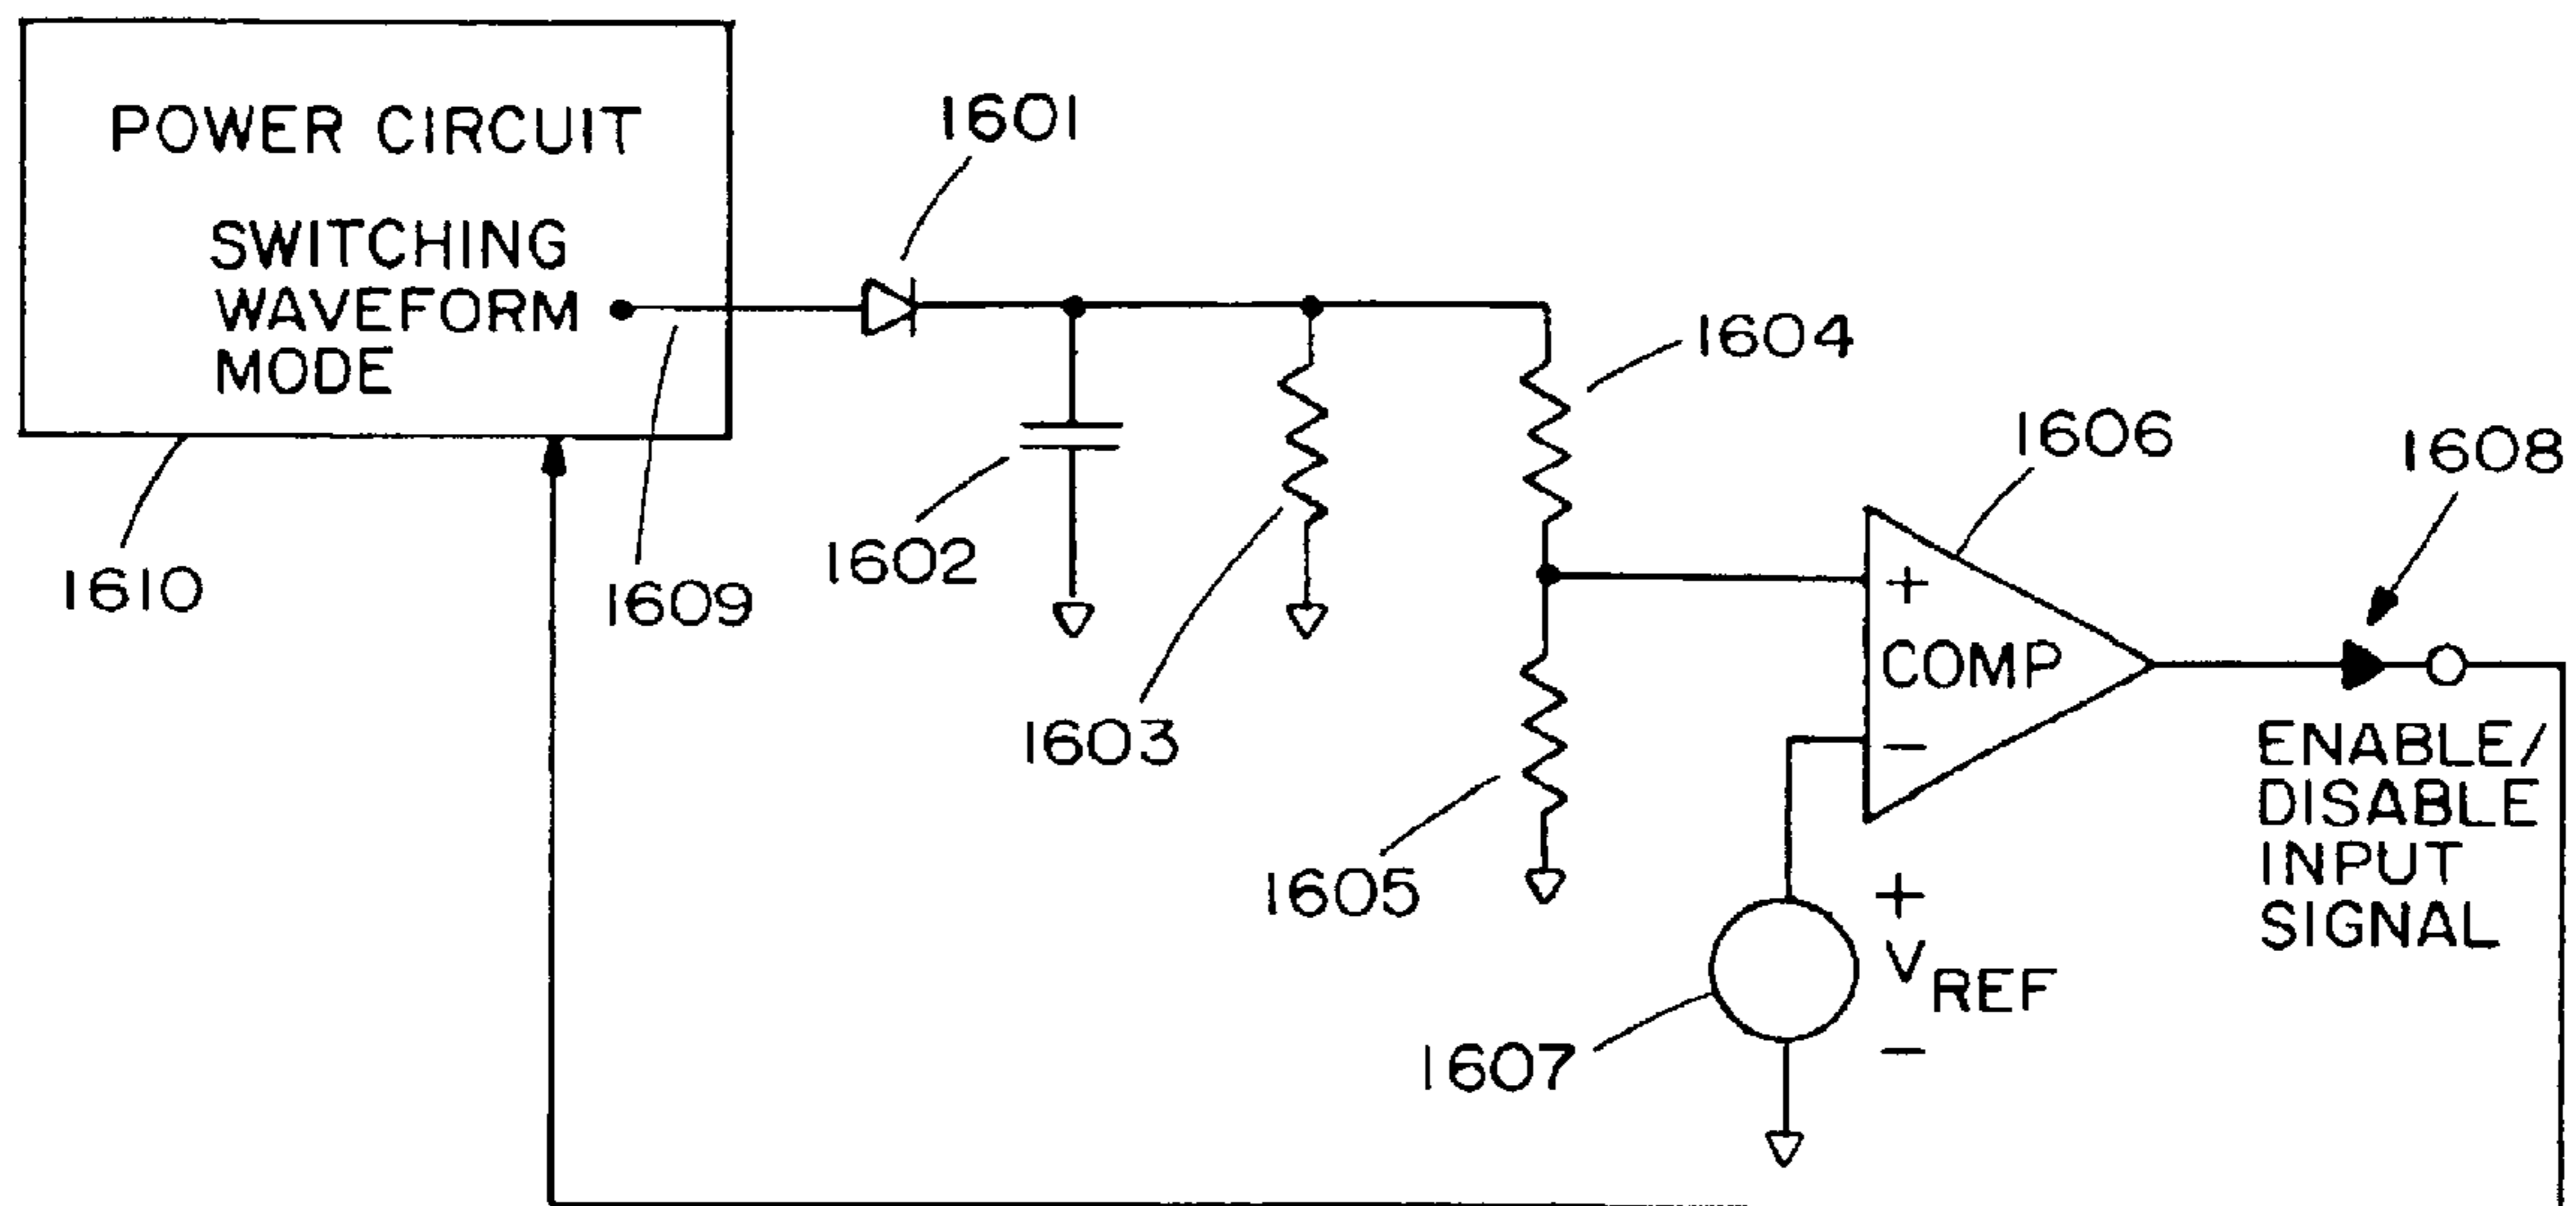 POWER CIRCUIT
SWITCHING
WAVEFORM
MODE
1601
1604
1606
1608
1602
1610
1609
1603
+
COMP
−
1605
ENABLE/
DISABLE
INPUT
SIGNAL
+
VREF
−
1607